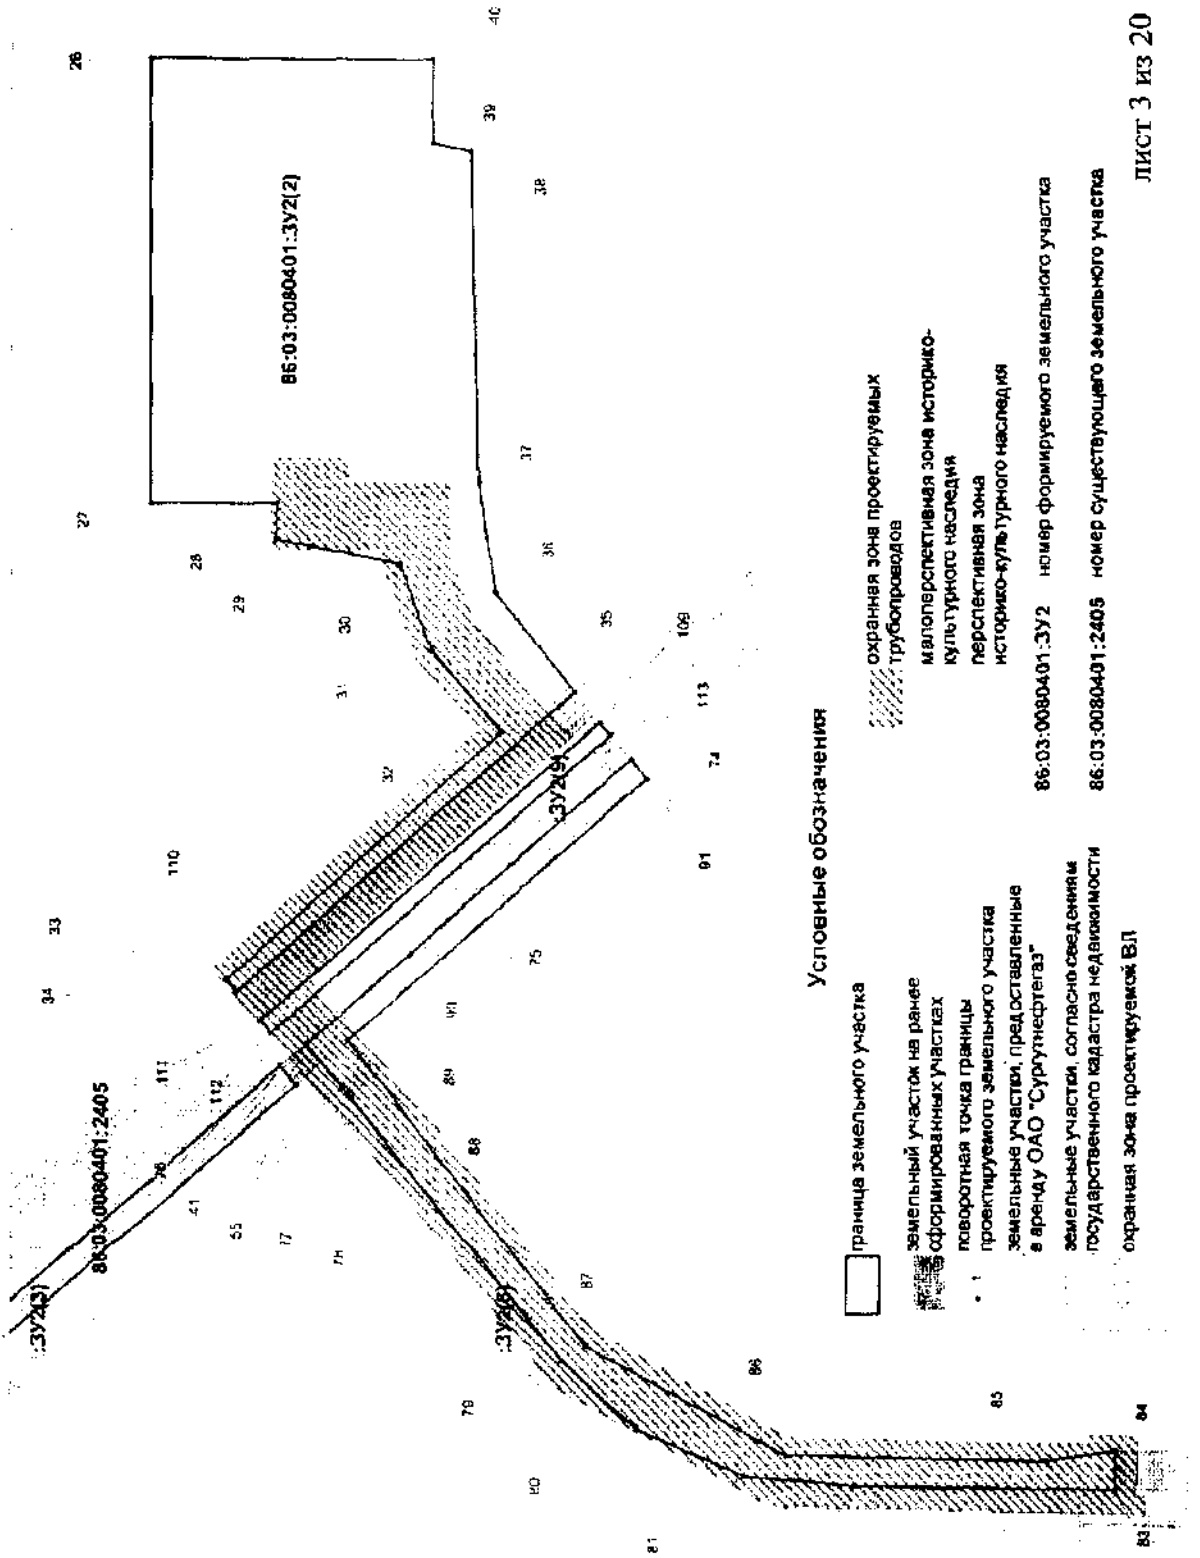 26
40
39
38
86:03:0080401:ЗУ2(2)
27
28
29
30
31
32
37
36
35
109
113
74
91
:ЗУ2(9)
110
33
34
75
90
89
88
111
112
86:03:0080401:2405
76
41
55
77
78
:ЗУ2(3)
87
79
80
86
85
81
84
83
Условные обозначения
граница земельного участка
земельный участок на ранее
сформированных участках
поворотная точка границы
проектируемого земельного участка
земельные участки, предоставленные
в аренду ОАО "Сургутнефтегаз"
земельные участки, согласно сведениям
государственного кадастра недвижимости
охранная зона проектируемой ВЛ
охранная зона проектируемых
трубопроводов
малоперспективная зона историко-
культурного наследия
перспективная зона
историко-культурного наследия
86:03:0080401:ЗУ2 номер формируемого земельного участка
86:03:0080401:2405 номер существующего земельного участка
лист 3 из 20